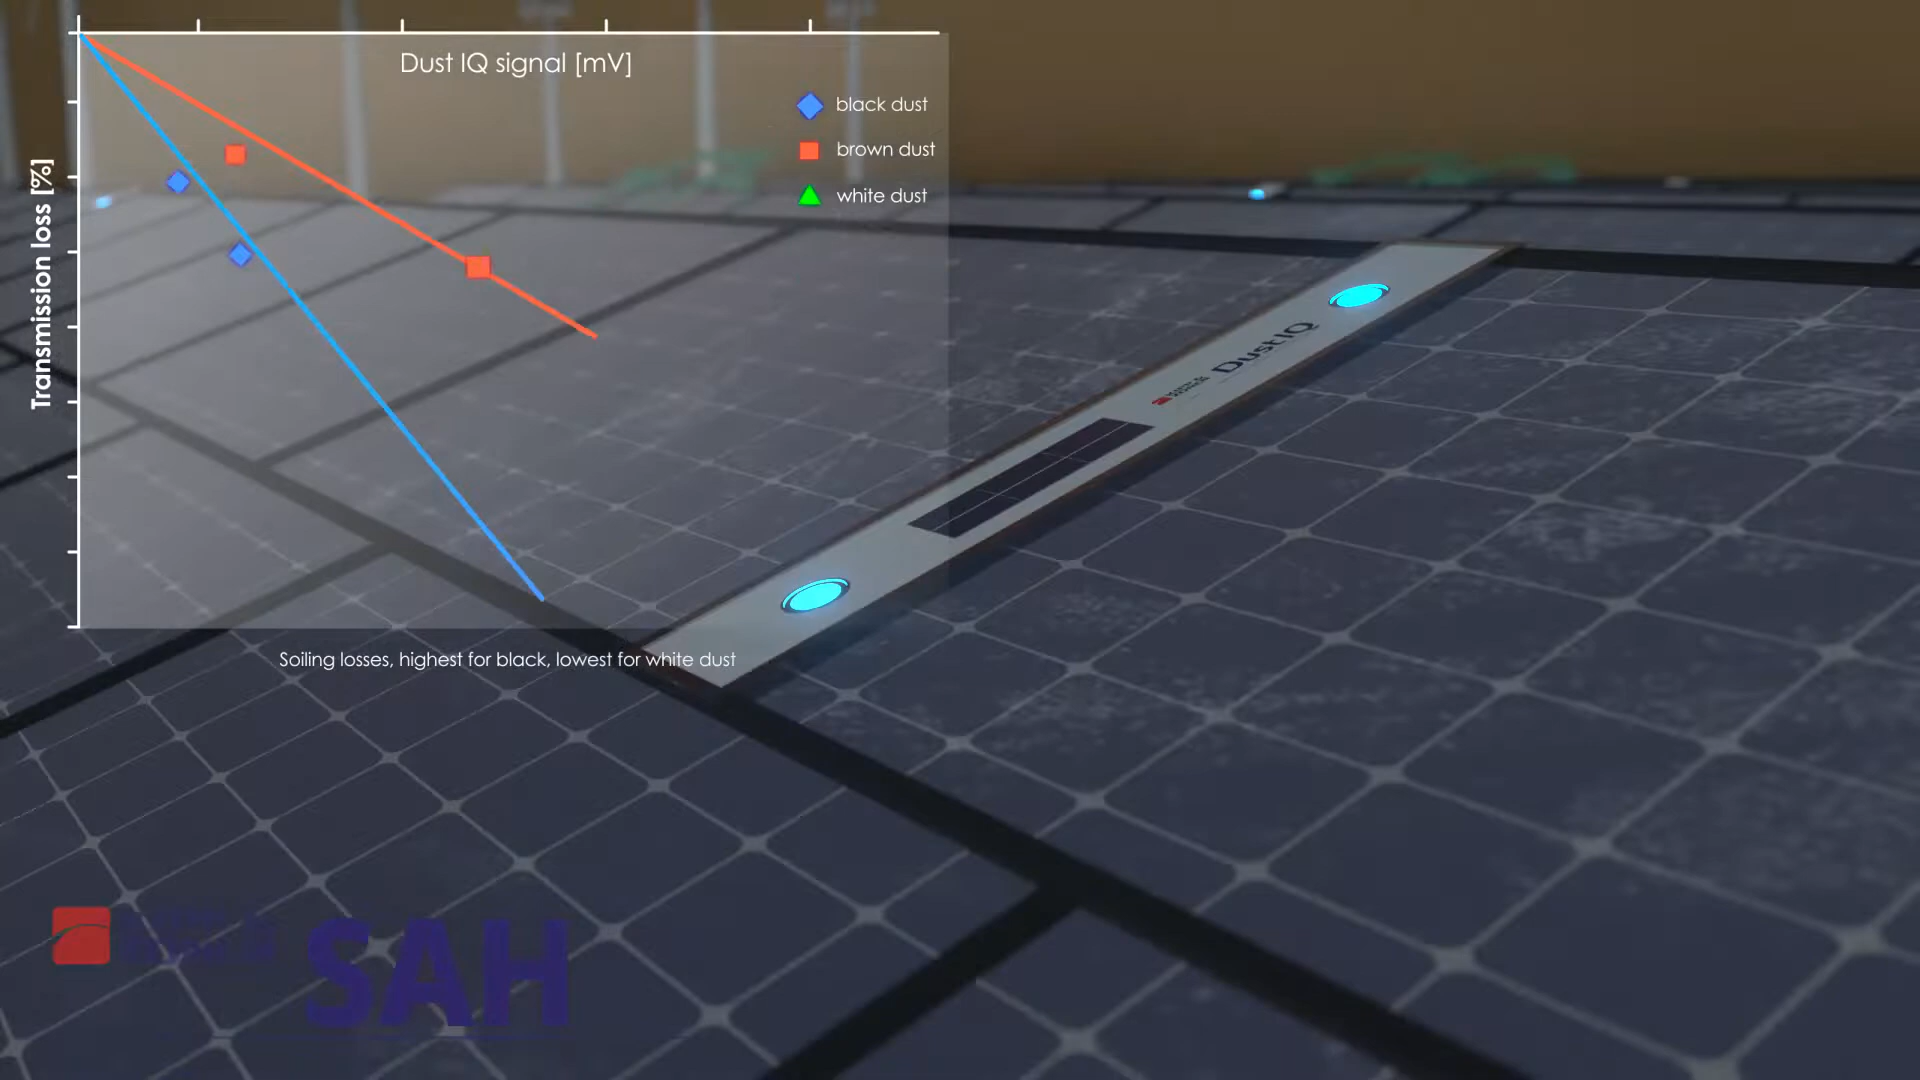 Dust IQ signal [mV]
black dust
brown dust
white dust
Transmission loss [%]
DustIQ
Soiling losses, highest for black, lowest for white dust
SAH